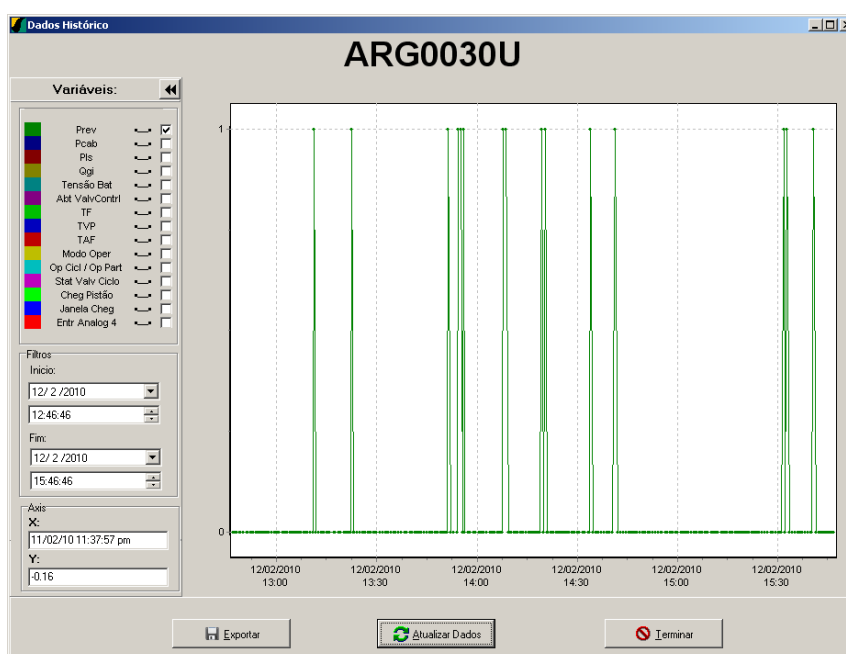 Dados Histórico
ARG0030U
Variáveis:
Prev
Pcab
Pls
Qgi
Tensão Bat
Abt ValvContrl
TF
TVP
TAF
Modo Oper
Op Cicl / Op Part
Stat Valv Ciclo
Cheg Pistão
Janela Cheg
Entr Analog 4
Filtros
Inicio:
12/ 2 /2010
12:46:46
Fim:
12/ 2 /2010
15:46:46
Axis
X:
11/02/10 11:37:57 pm
Y:
-0.16
1
0
12/02/2010 12/02/2010 12/02/2010 12/02/2010 12/02/2010 12/02/2010
13:00 13:30 14:00 14:30 15:00 15:30
Exportar
Atualizar Dados
Terminar